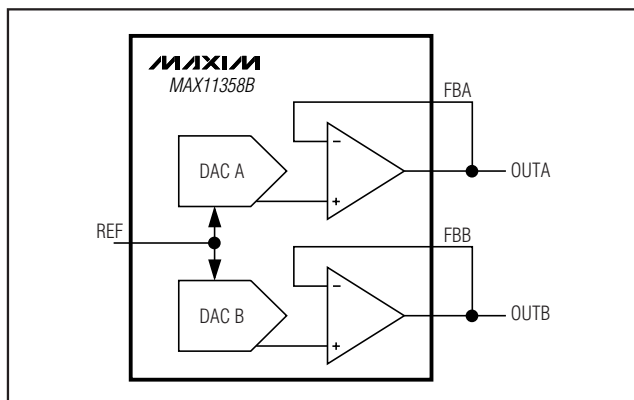 MAXIM
MAX11358B
FBA
DAC A
-
+
OUTA
REF
FBB
DAC B
-
+
OUTB